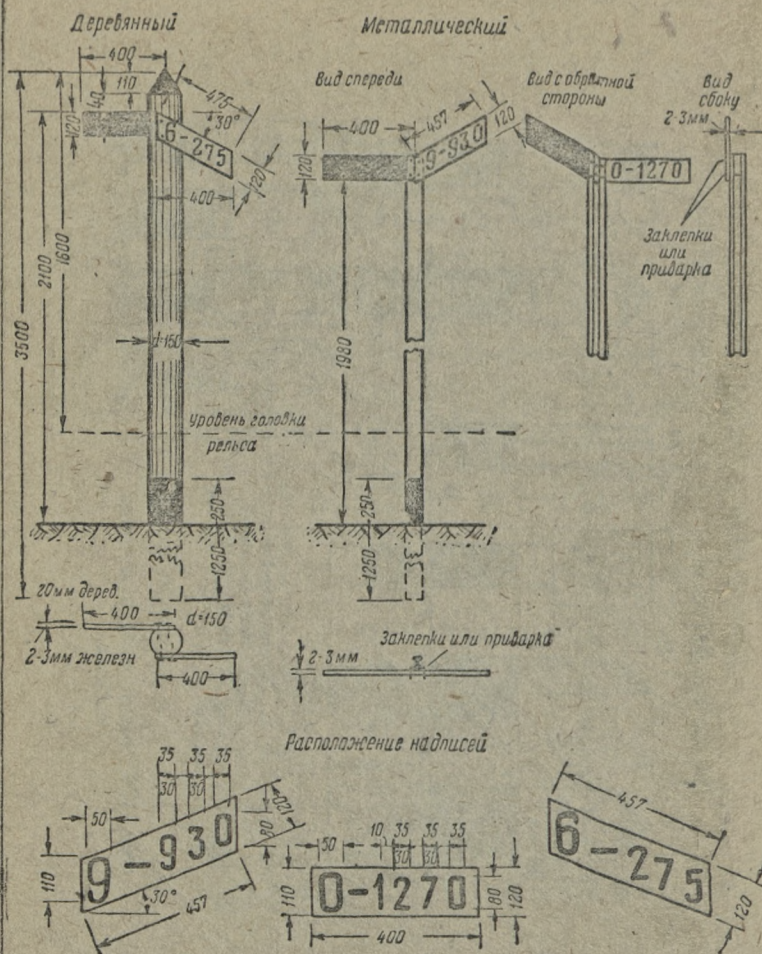 Деревянный
Металлический
400
110
40
475
30°
120
6-275
120
400
3500
2100
1600
d=150
Вид спереди
400
457
120
120
9-930
1980
Вид с обратной
стороны
0-1270
Вид
сбоку
2-3мм
Заклепки
или
приварка
Уровень головки
рельса
250
1250
250
1250
20мм дерев.
400
d=150
2-3мм железн
400
Заклепки или приварка
2-3мм
Расположение надписей
35 35 35
30 30
50
120
80
110
9-930
30°
457
50
10 35 35 35
30 30
110
0-1270
80
120
400
457
6-275
120